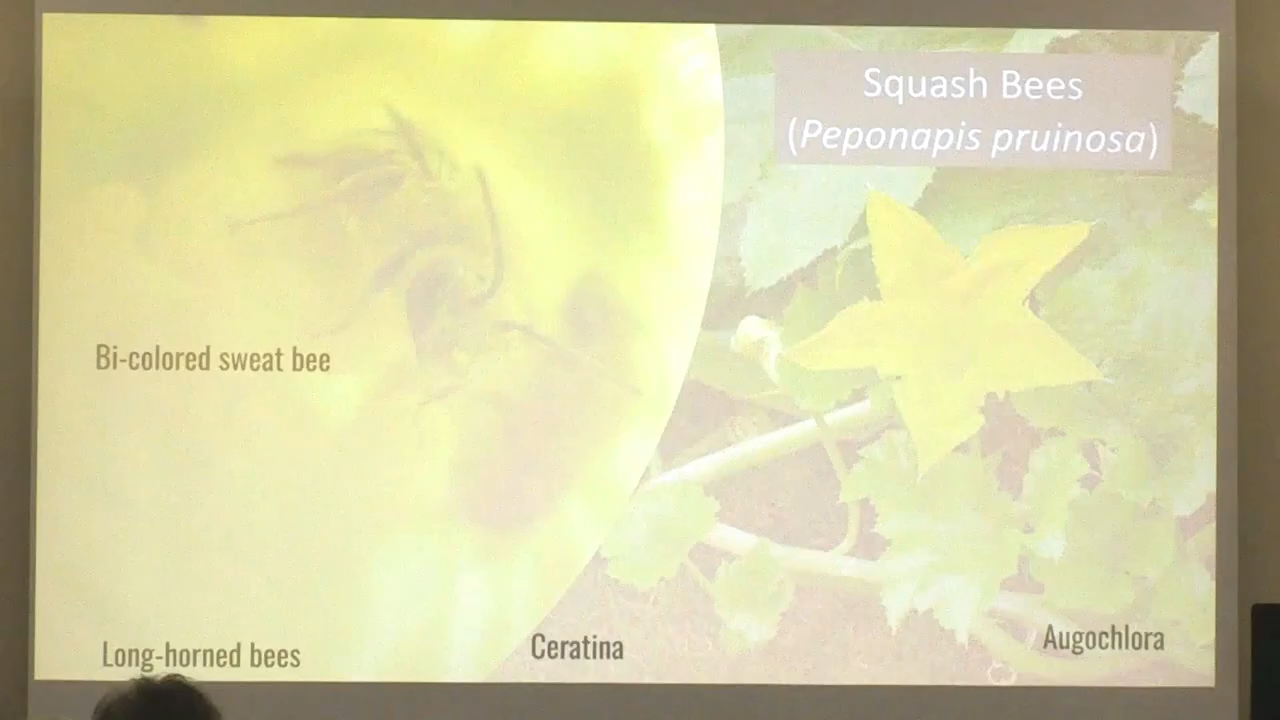 Squash Bees
(Peponapis pruinosa)
Bi-colored sweat bee
Long-horned bees
Ceratina
Augochlora